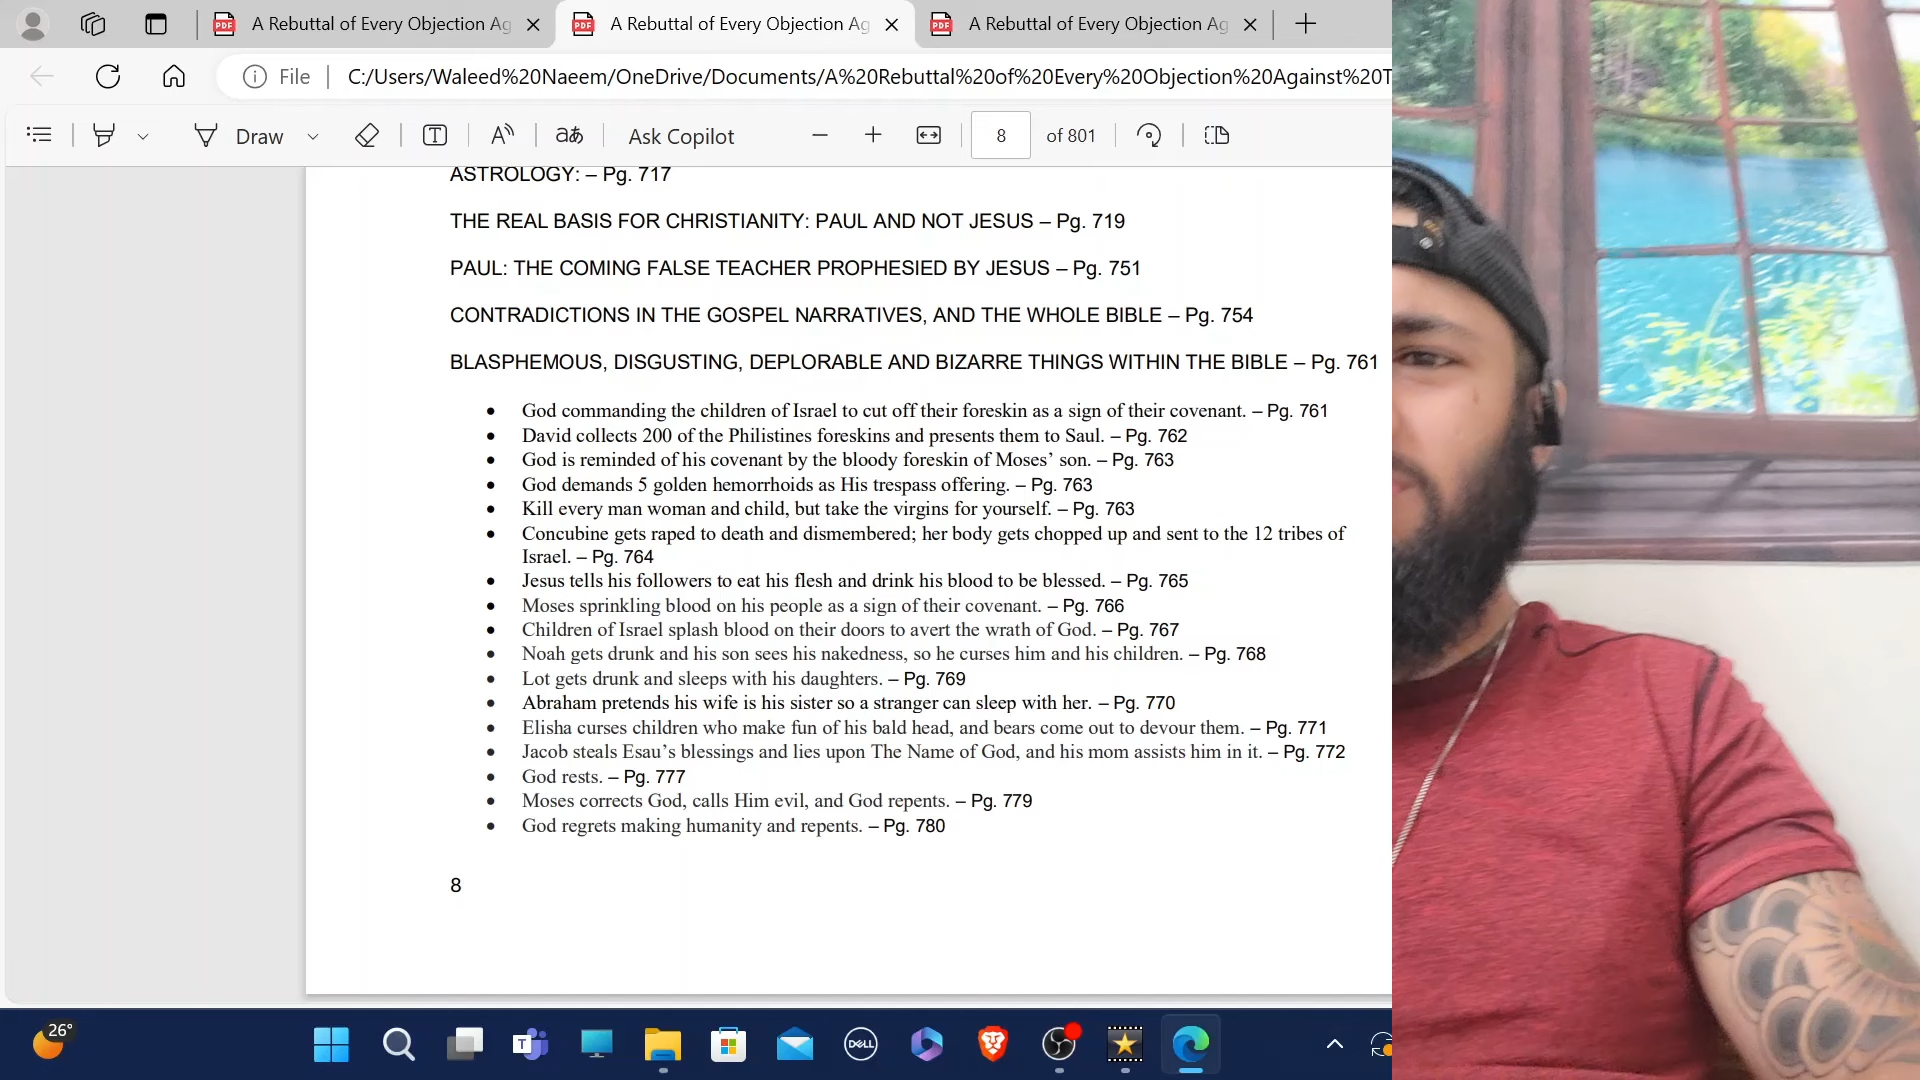 A Rebuttal of Every Objection Ag
A Rebuttal of Every Objection Ag
A Rebuttal of Every Objection Ag
File
C:/Users/Waleed%20Naeem/OneDrive/Documents/A%20Rebuttal%20of%20Every%20Objection%20Against%20T
Draw
Ask Copilot
8 of 801
ASTROLOGY: – Pg. 717
THE REAL BASIS FOR CHRISTIANITY: PAUL AND NOT JESUS – Pg. 719
PAUL: THE COMING FALSE TEACHER PROPHESIED BY JESUS – Pg. 751
CONTRADICTIONS IN THE GOSPEL NARRATIVES, AND THE WHOLE BIBLE – Pg. 754
BLASPHEMOUS, DISGUSTING, DEPLORABLE AND BIZARRE THINGS WITHIN THE BIBLE – Pg. 761
• God commanding the children of Israel to cut off their foreskin as a sign of their covenant. – Pg. 761
• David collects 200 of the Philistines foreskins and presents them to Saul. – Pg. 762
• God is reminded of his covenant by the bloody foreskin of Moses’ son. – Pg. 763
• God demands 5 golden hemorrhoids as His trespass offering. – Pg. 763
• Kill every man woman and child, but take the virgins for yourself. – Pg. 763
• Concubine gets raped to death and dismembered; her body gets chopped up and sent to the 12 tribes of
Israel. – Pg. 764
• Jesus tells his followers to eat his flesh and drink his blood to be blessed. – Pg. 765
• Moses sprinkling blood on his people as a sign of their covenant. – Pg. 766
• Children of Israel splash blood on their doors to avert the wrath of God. – Pg. 767
• Noah gets drunk and his son sees his nakedness, so he curses him and his children. – Pg. 768
• Lot gets drunk and sleeps with his daughters. – Pg. 769
• Abraham pretends his wife is his sister so a stranger can sleep with her. – Pg. 770
• Elisha curses children who make fun of his bald head, and bears come out to devour them. – Pg. 771
• Jacob steals Esau’s blessings and lies upon The Name of God, and his mom assists him in it. – Pg. 772
• God rests. – Pg. 777
• Moses corrects God, calls Him evil, and God repents. – Pg. 779
• God regrets making humanity and repents. – Pg. 780
8
26°